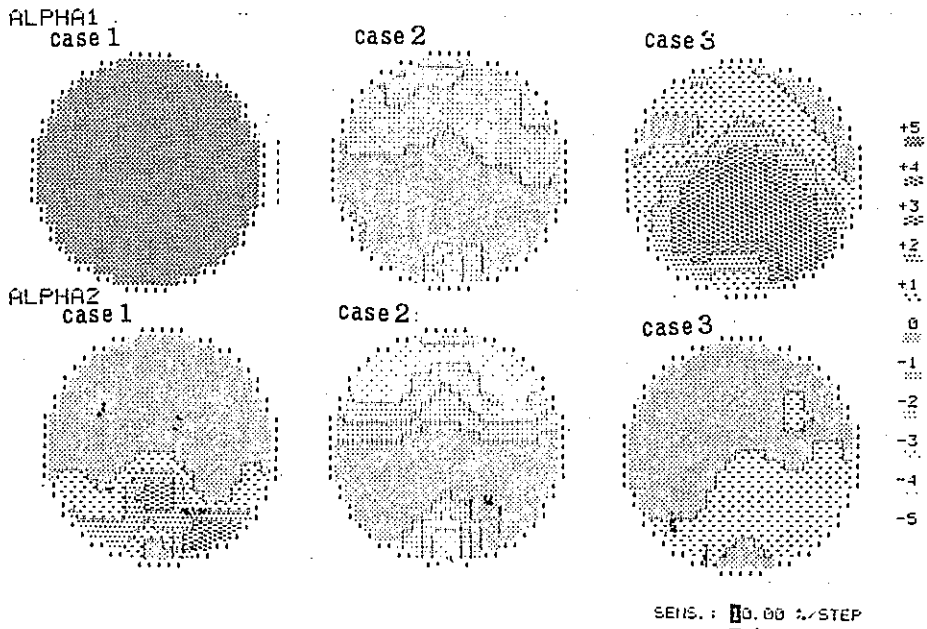 ALPHA1
case 1
case 2
case 3
+5
+4
+3
+2
+1
0
-1
-2
-3
-4
-5
ALPHA2
case 1
case 2
case 3
SENS. : 10.00 %/STEP